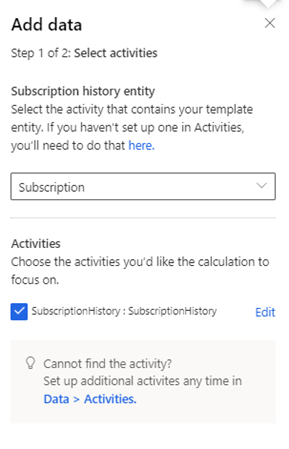 Add data
Step 1 of 2: Select activities
Subscription history entity
Select the activity that contains your template
entity. If you haven't set up one in Activities,
you'll need to do that here.
Subscription
Activities
Choose the activities you'd like the calculation to
focus on.
SubscriptionHistory : SubscriptionHistory Edit
Cannot find the activity?
Set up additional activites any time in
Data > Activities.